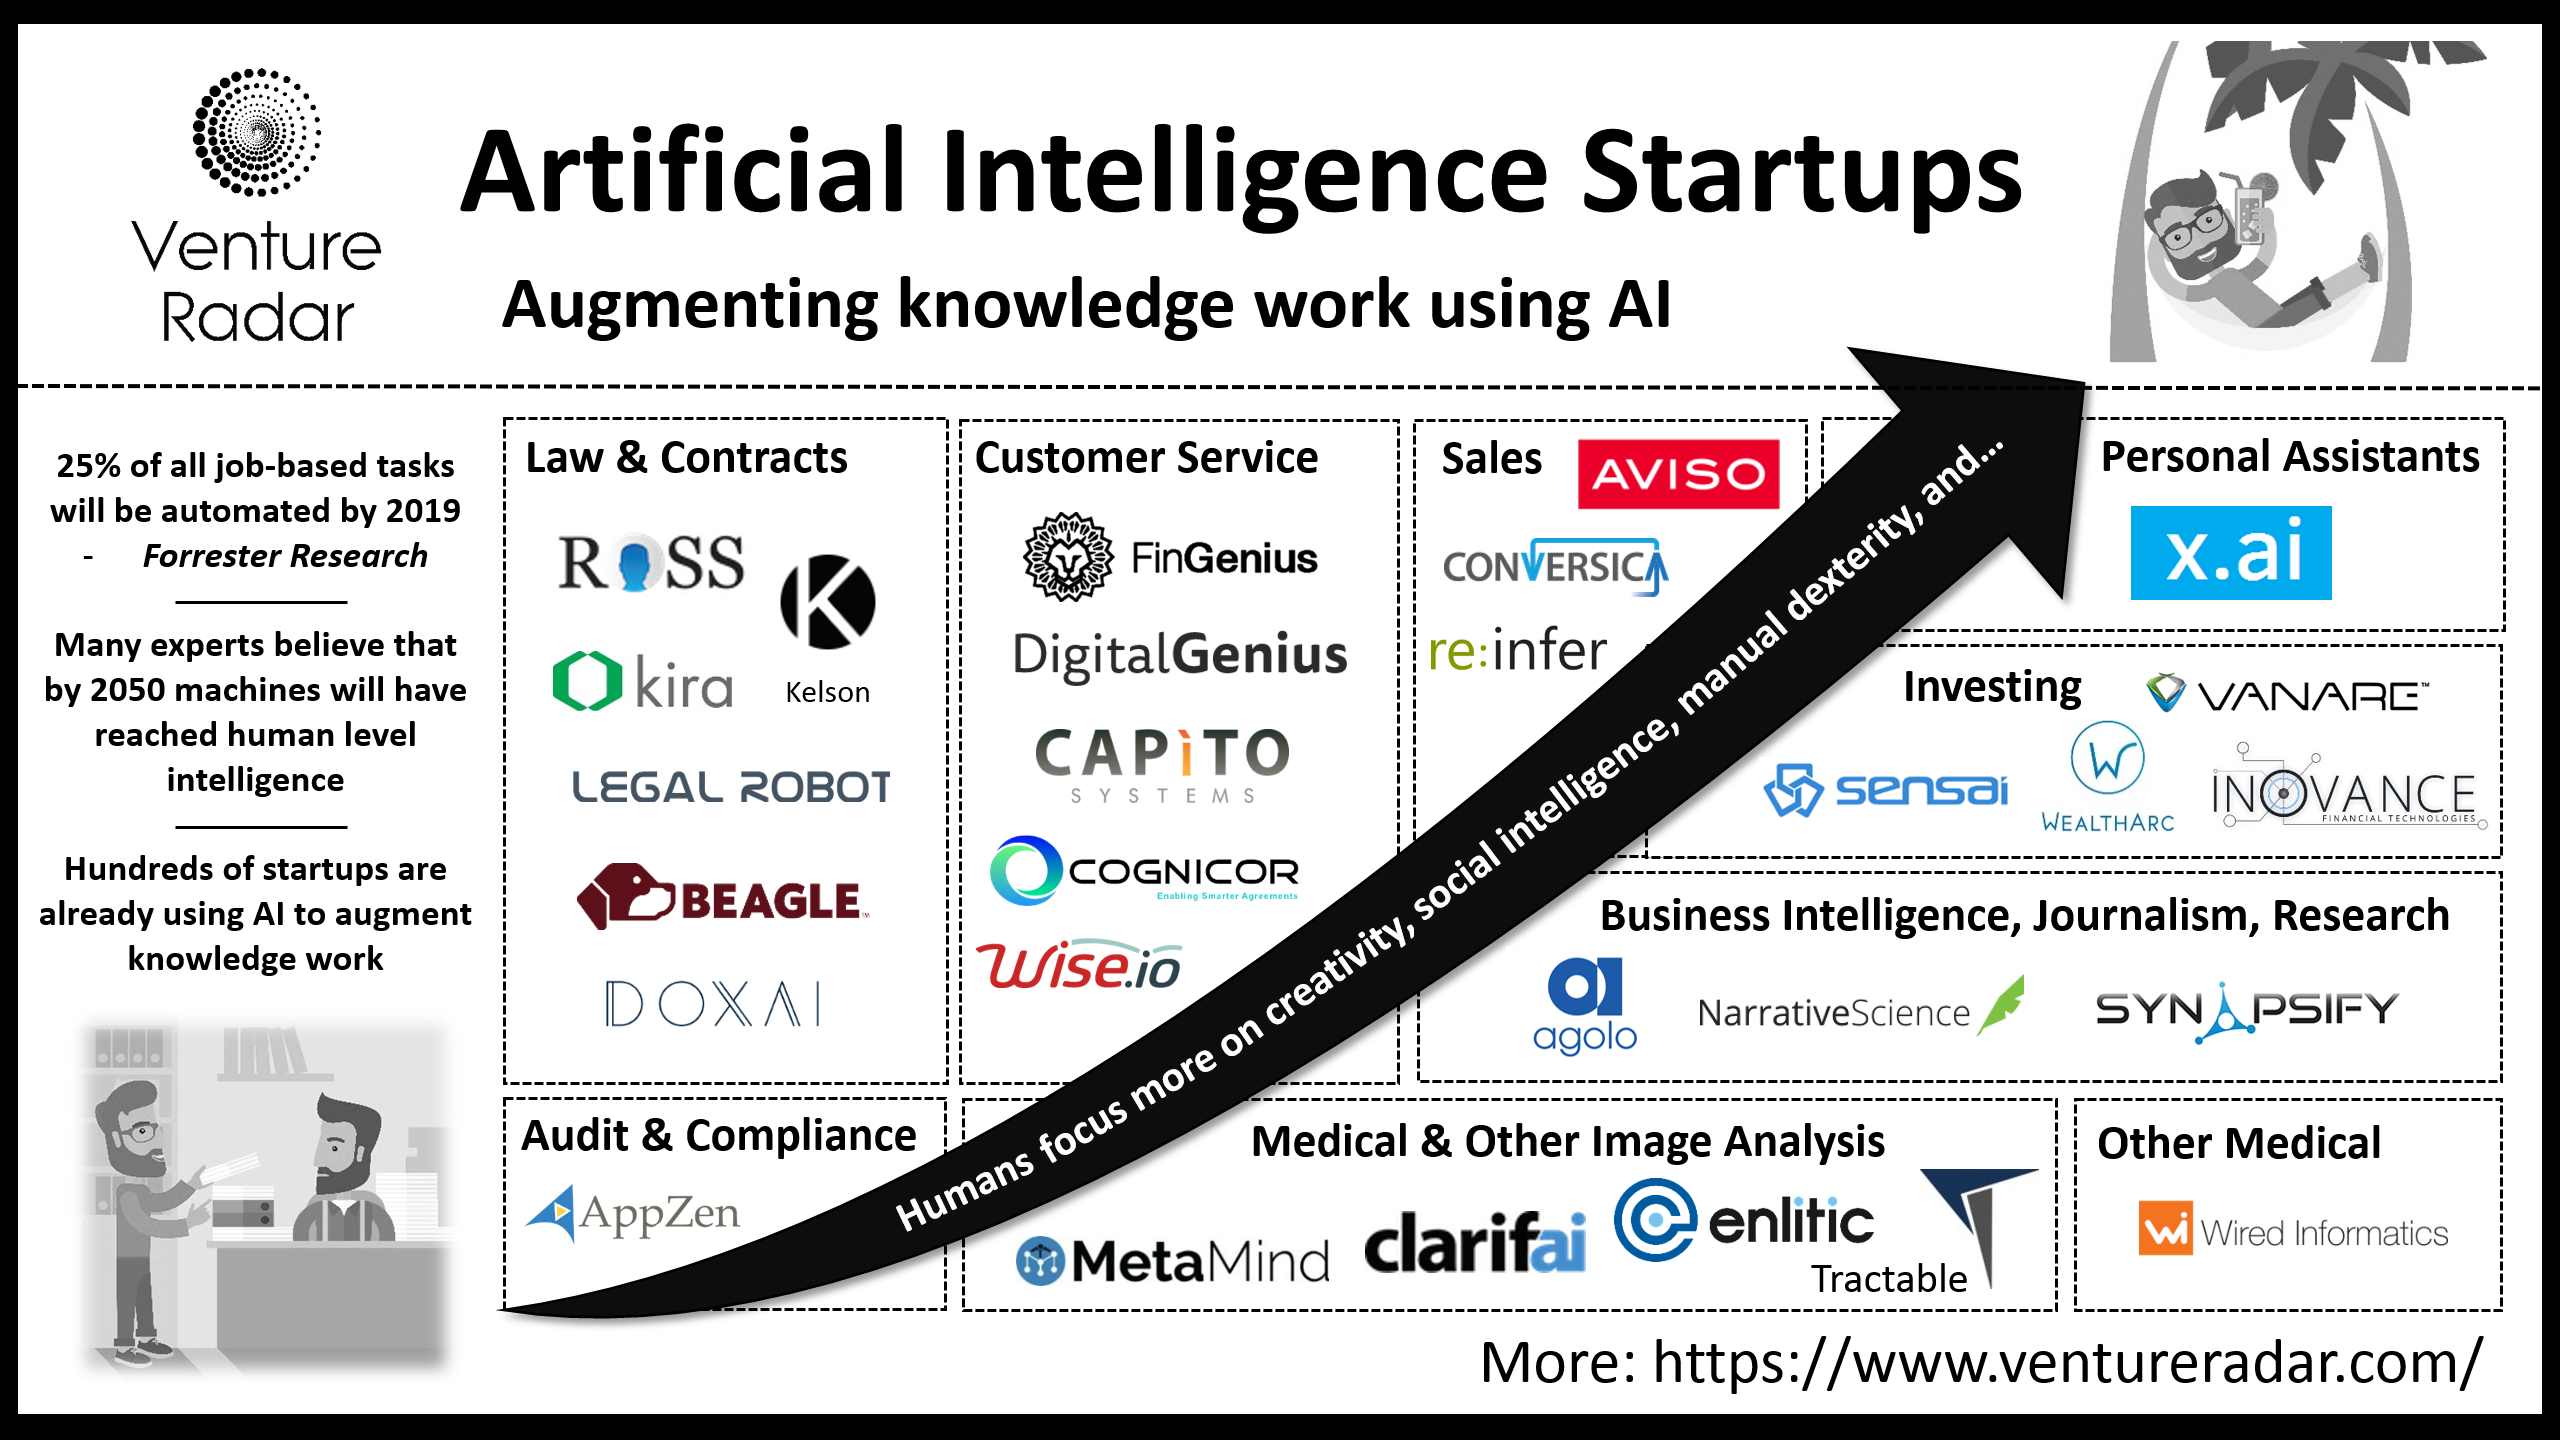 Venture
Radar
Artificial Intelligence Startups
Augmenting knowledge work using AI
25% of all job-based tasks
will be automated by 2019
- Forrester Research
Many experts believe that
by 2050 machines will have
reached human level
intelligence
Hundreds of startups are
already using AI to augment
knowledge work
Law & Contracts
ROSS
K
kira
Kelson
LEGAL ROBOT
BEAGLE
DOXAI
Customer Service
FinGenius
DigitalGenius
CAPiTO
SYSTEMS
COGNICOR
Enabling Smarter Agreements
Wise.io
Sales
AVISO
CONVERSICA
re:infer
Personal Assistants
x.ai
Investing
VANARE™
sensai
W
WEALTHARC
INOVANCE
FINANCIAL TECHNOLOGIES
Business Intelligence, Journalism, Research
agolo
NarrativeScience
SYNAPSIFY
Audit & Compliance
AppZen
Humans focus more on creativity, social intelligence, manual dexterity, and...
Medical & Other Image Analysis
MetaMind
clarifai
enlitic
Tractable
Other Medical
wi Wired Informatics
More: https://www.ventureradar.com/